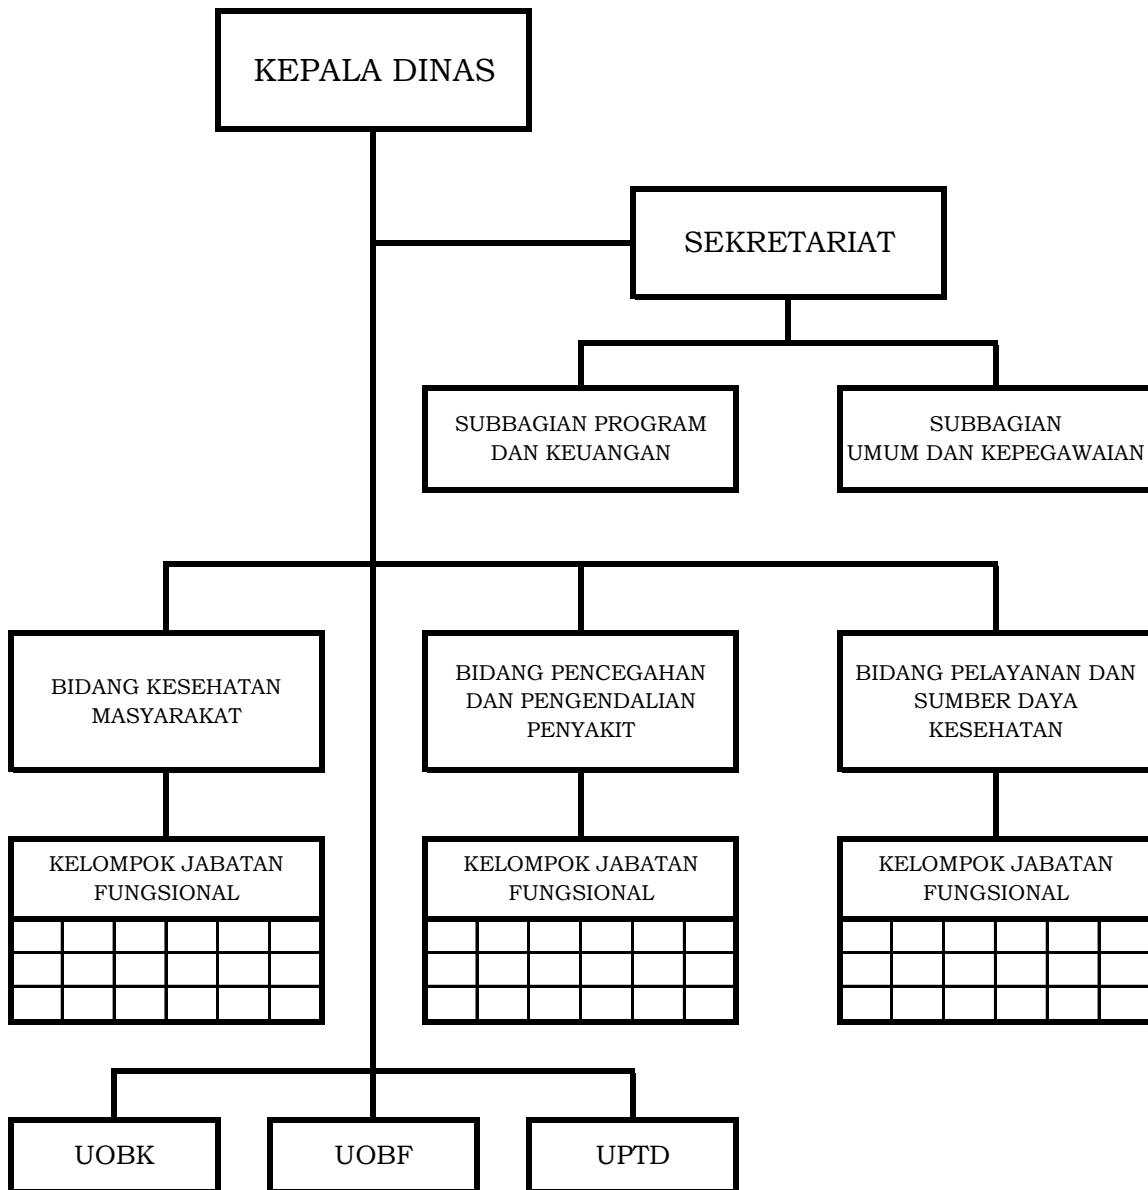 KEPALA DINAS
SEKRETARIAT
SUBBAGIAN PROGRAM
DAN KEUANGAN
SUBBAGIAN
UMUM DAN KEPEGAWAIAN
BIDANG KESEHATAN
MASYARAKAT
BIDANG PENCEGAHAN
DAN PENGENDALIAN
PENYAKIT
BIDANG PELAYANAN DAN
SUMBER DAYA
KESEHATAN
KELOMPOK JABATAN
FUNGSIONAL
KELOMPOK JABATAN
FUNGSIONAL
KELOMPOK JABATAN
FUNGSIONAL
UOBK
UOBF
UPTD